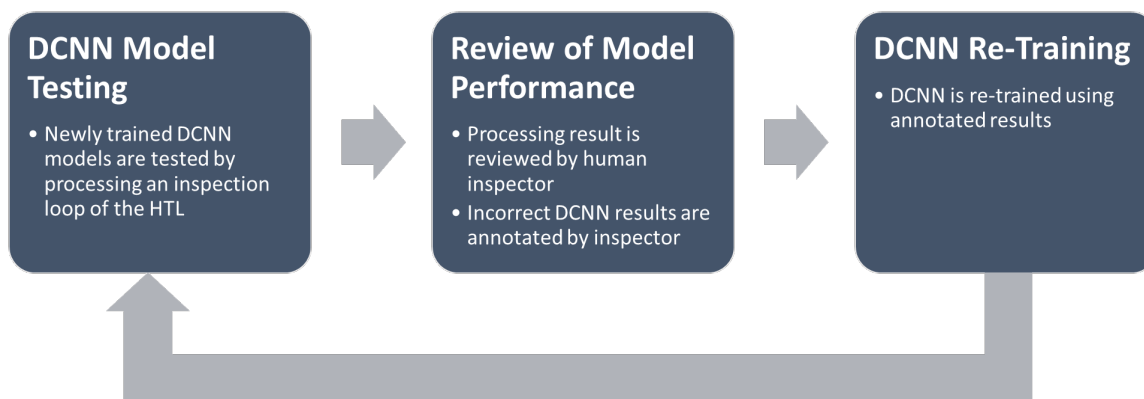 DCNN Model
Testing
• Newly trained DCNN
models are tested by
processing an inspection
loop of the HTL
Review of Model
Performance
• Processing result is
reviewed by human
inspector
• Incorrect DCNN results are
annotated by inspector
DCNN Re-Training
• DCNN is re-trained using
annotated results